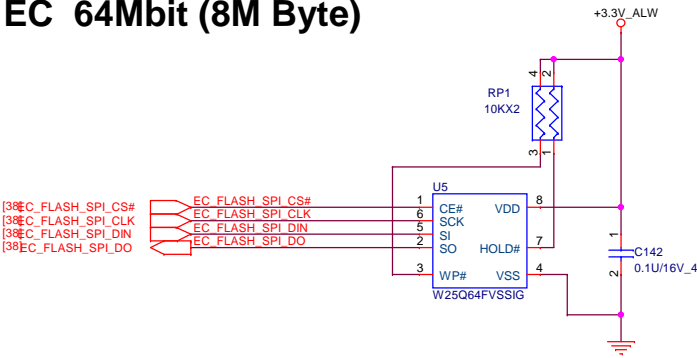 EC 64Mbit (8M Byte)
+3.3V_ALW
4 2
RP1
10KX2
3 1
U5
[38] EC_FLASH_SPI_CS# EC_FLASH_SPI_CS# 1 CE# VDD 8
[38] EC_FLASH_SPI_CLK EC_FLASH_SPI_CLK 6 SCK
[38] EC_FLASH_SPI_DIN EC_FLASH_SPI_DIN 5 SI
[38] EC_FLASH_SPI_DO EC_FLASH_SPI_DO 2 SO HOLD# 7
3 WP# VSS 4
W25Q64FVSSIG
1
C142
0.1U/16V_4
2